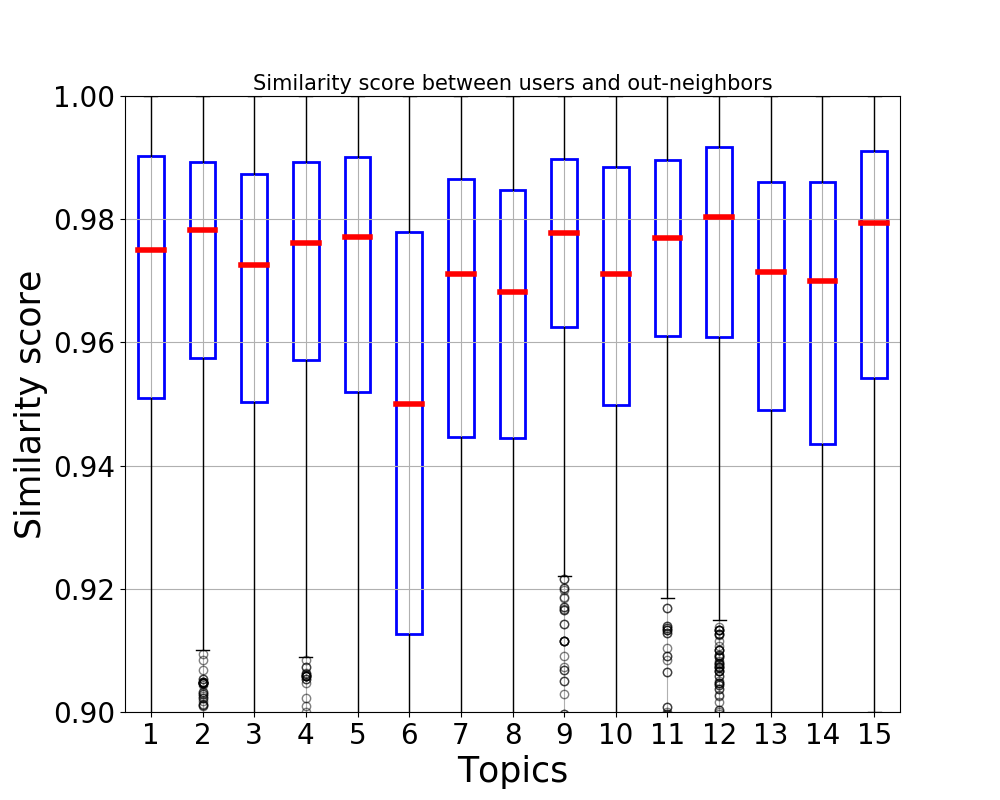 Similarity score between users and out-neighbors
1.00
0.98
0.96
0.94
0.92
0.90
Similarity score
1 2 3 4 5 6 7 8 9 10 11 12 13 14 15
Topics